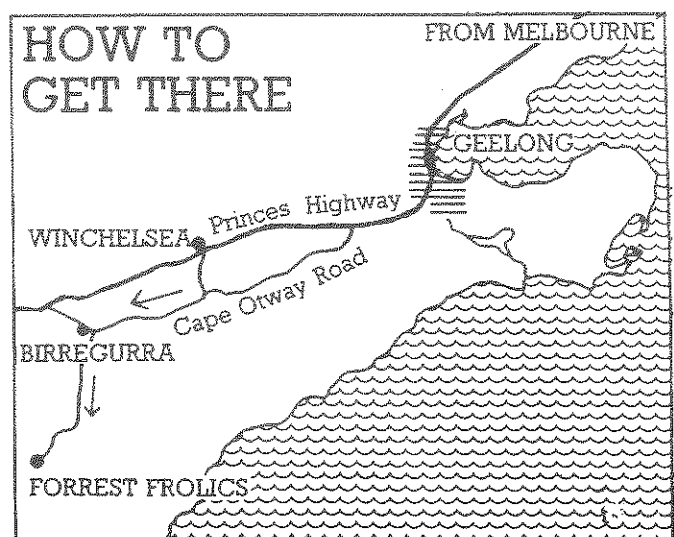 HOW TO
GET THERE
FROM MELBOURNE
GEELONG
Princes Highway
WINCHELSEA
Cape Otway Road
BIRREGURRA
FORREST FROLICS